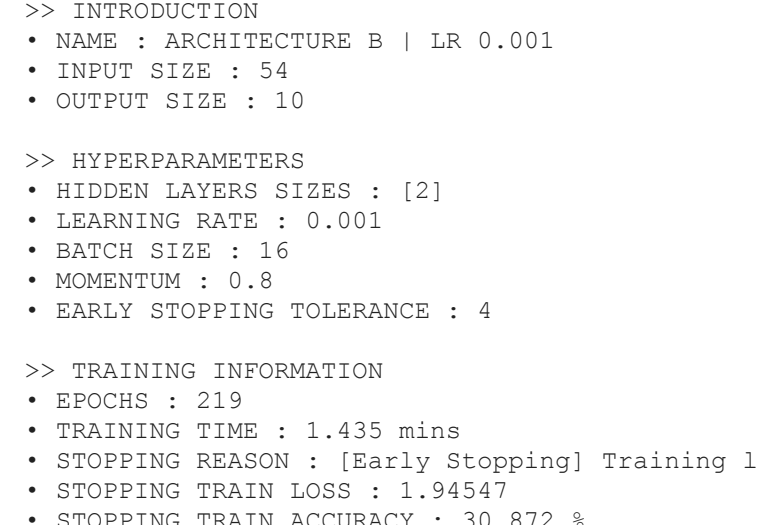 >> INTRODUCTION
• NAME : ARCHITECTURE B | LR 0.001
• INPUT SIZE : 54
• OUTPUT SIZE : 10
>> HYPERPARAMETERS
• HIDDEN LAYERS SIZES : [2]
• LEARNING RATE : 0.001
• BATCH SIZE : 16
• MOMENTUM : 0.8
• EARLY STOPPING TOLERANCE : 4
>> TRAINING INFORMATION
• EPOCHS : 219
• TRAINING TIME : 1.435 mins
• STOPPING REASON : [Early Stopping] Training l
• STOPPING TRAIN LOSS : 1.94547
• STOPPING TRAIN ACCURACY : 30.872 %